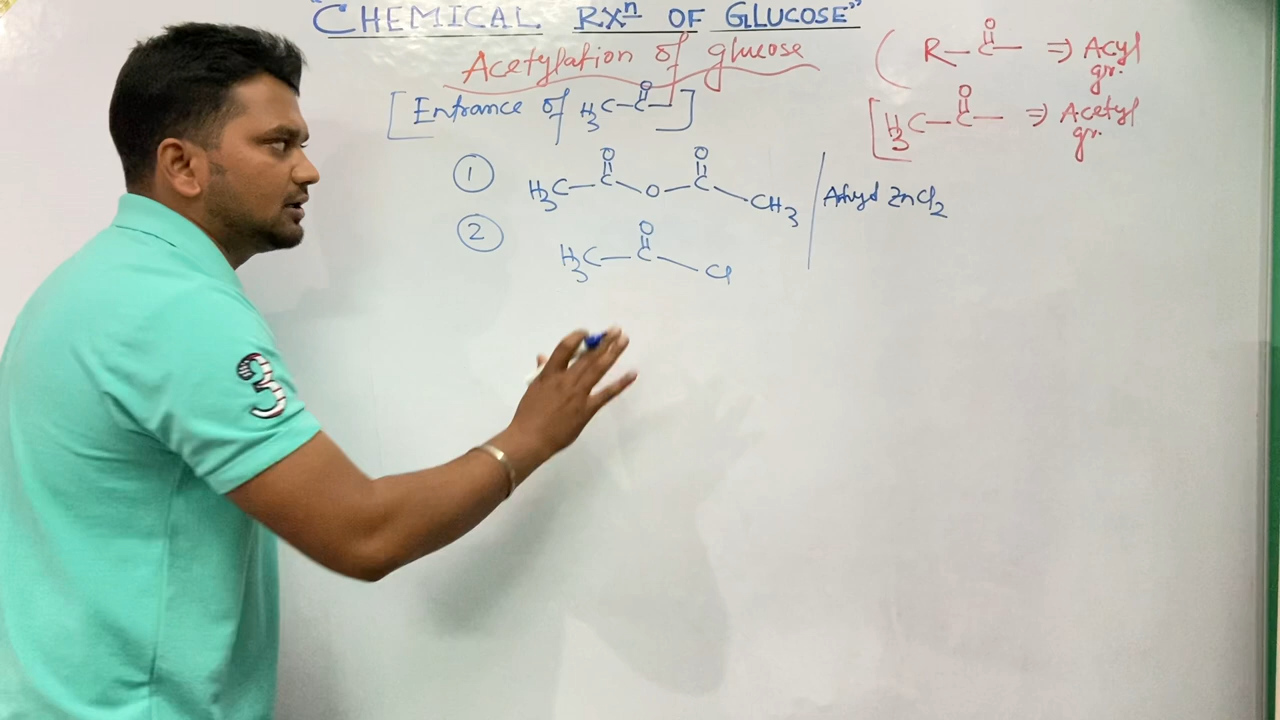 "CHEMICAL RXⁿ OF GLUCOSE"
Acetylation of glucose
[Entrance of H3C-C(=O)-]
R-C(=O)- ⇒ Acyl gr.
[H3C-C(=O)- ⇒ Acetyl gr.
① H3C-C(=O)-O-C(=O)-CH3 / Anhyd ZnCl2
② H3C-C(=O)-Cl
3